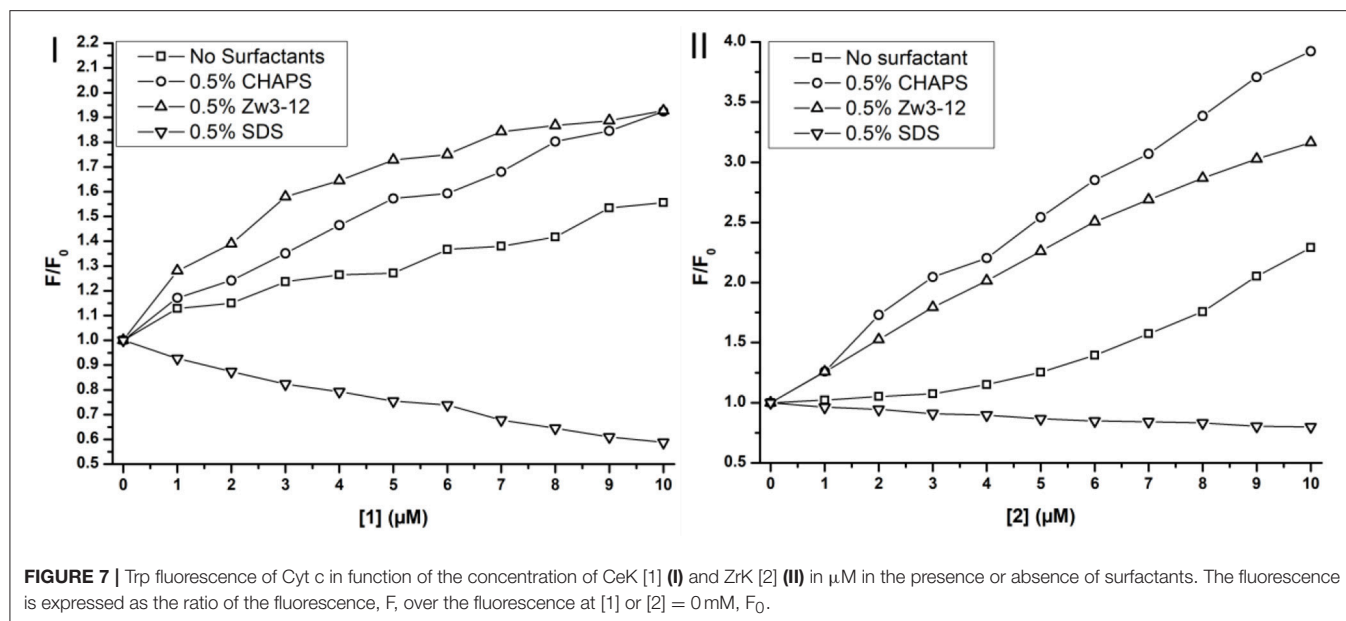 I
No Surfactants
0.5% CHAPS
0.5% Zw3-12
0.5% SDS
2.2
2.1
2.0
1.9
1.8
1.7
1.6
1.5
1.4
1.3
1.2
1.1
1.0
0.9
0.8
0.7
0.6
0.5
F/F0
0 1 2 3 4 5 6 7 8 9 10
[1] (μM)
II
No surfactant
0.5% CHAPS
0.5% Zw3-12
0.5% SDS
4.0
3.5
3.0
2.5
2.0
1.5
1.0
0.5
F/F0
0 1 2 3 4 5 6 7 8 9 10
[2] (μM)
FIGURE 7 | Trp fluorescence of Cyt c in function of the concentration of CeK [1] (I) and ZrK [2] (II) in μM in the presence or absence of surfactants. The fluorescence
is expressed as the ratio of the fluorescence, F, over the fluorescence at [1] or [2] = 0 mM, F0.